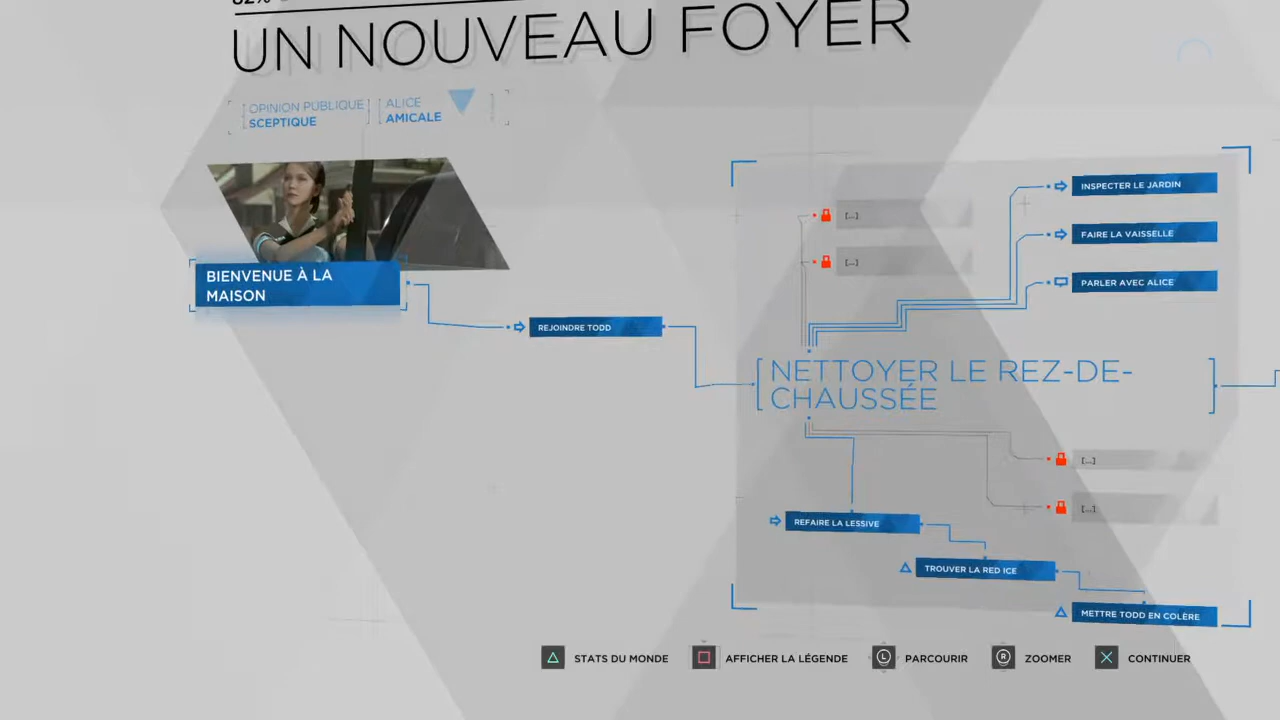 UN NOUVEAU FOYER
OPINION PUBLIQUE
SCEPTIQUE
ALICE
AMICALE
BIENVENUE À LA
MAISON
REJOINDRE TODD
[...]
[...]
INSPECTER LE JARDIN
FAIRE LA VAISSELLE
PARLER AVEC ALICE
NETTOYER LE REZ-DE-
CHAUSSÉE
[...]
[...]
REFAIRE LA LESSIVE
TROUVER LA RED ICE
METTRE TODD EN COLÈRE
STATS DU MONDE
AFFICHER LA LÉGENDE
L
PARCOURIR
R
ZOOMER
CONTINUER